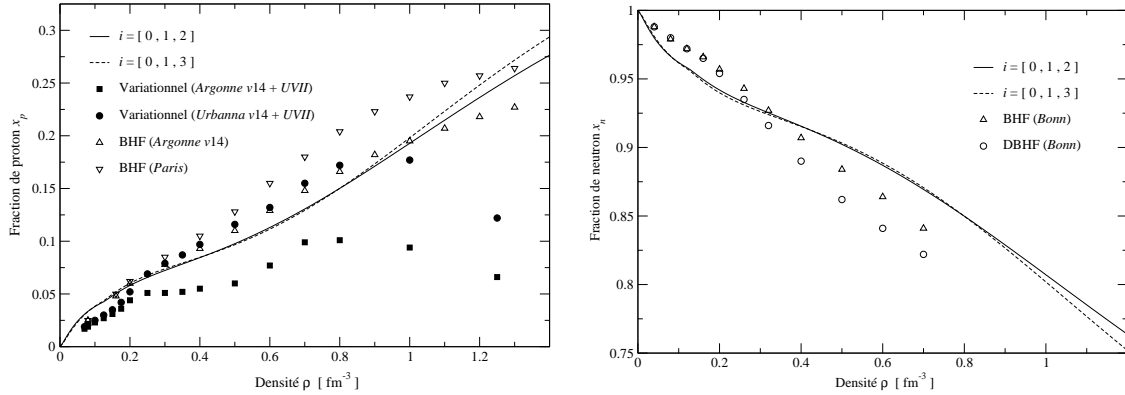 0.3
0.25
0.2
0.15
0.1
0.05
0
Fraction de proton x_p
i = [ 0 , 1 , 2 ]
i = [ 0 , 1 , 3 ]
Variationnel (Argonne v14 + UVII)
Variationnel (Urbanna v14 + UVII)
BHF (Argonne v14)
BHF (Paris)
0 0.2 0.4 0.6 0.8 1 1.2
Densité ρ [ fm⁻³ ]
1
0.95
0.9
0.85
0.8
0.75
Fraction de neutron x_n
i = [ 0 , 1 , 2 ]
i = [ 0 , 1 , 3 ]
BHF (Bonn)
DBHF (Bonn)
0 0.2 0.4 0.6 0.8 1
Densité ρ [ fm⁻³ ]